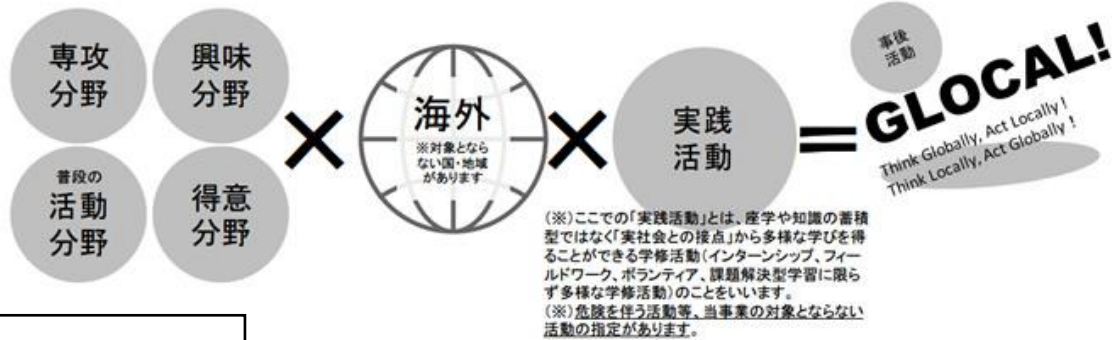 専攻
分野
興味
分野
普段の
活動
分野
得意
分野
×
海外
※対象となら
ない国・地域
があります
×
実践
活動
=
事後
活動
GLOCAL!
Think Globally, Act Locally!
Think Locally, Act Globally!
(※)ここでの「実践活動」とは、座学や知識の蓄積
型ではなく「実社会との接点」から多様な学びを得
ることができる学修活動(インターンシップ、フィー
ルドワーク、ボランティア、課題解決型学習に限ら
ず多様な学修活動)のことをいいます。
(※)危険を伴う活動等、当事業の対象とならない
活動の指定があります。